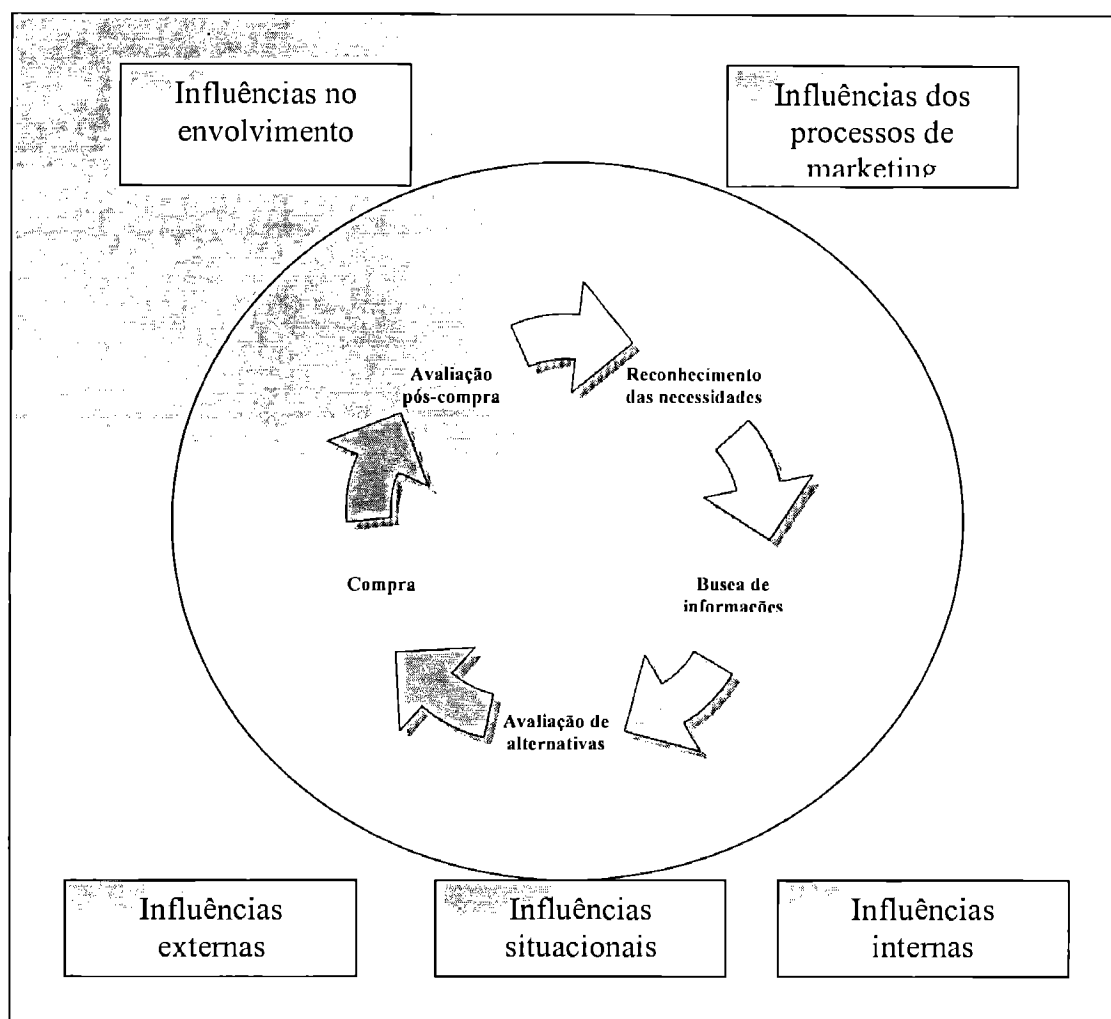 Influências no
envolvimento
Influências dos
processos de
marketing
Avaliação
pós-compra
Reconhecimento
das necessidades
Compra
Busca de
informações
Avaliação de
alternativas
Influências
externas
Influências
situacionais
Influências
internas